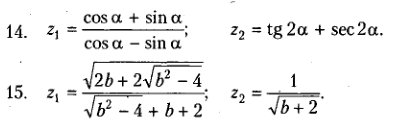 14. z₁ = (cos α + sin α)/(cos α − sin α); z₂ = tg 2α + sec 2α.
15. z₁ = √(2b + 2√(b² − 4))/(√(b² − 4) + b + 2); z₂ = 1/√(b + 2).